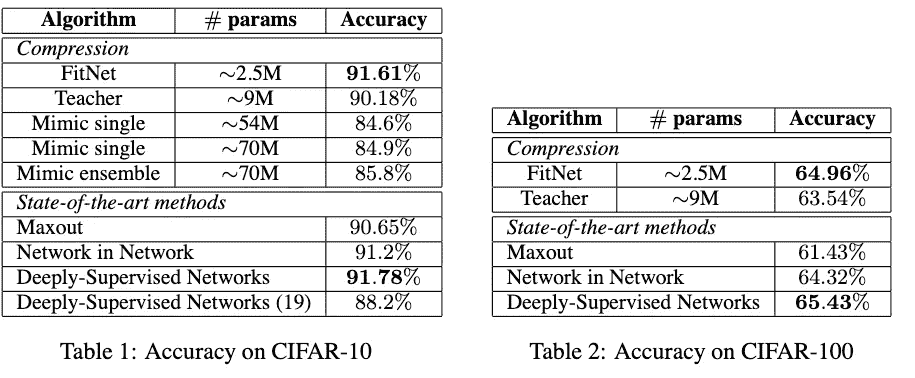 Algorithm # params Accuracy
Compression
FitNet ∼2.5M 91.61%
Teacher ∼9M 90.18%
Mimic single ∼54M 84.6%
Mimic single ∼70M 84.9%
Mimic ensemble ∼70M 85.8%
State-of-the-art methods
Maxout 90.65%
Network in Network 91.2%
Deeply-Supervised Networks 91.78%
Deeply-Supervised Networks (19) 88.2%
Table 1: Accuracy on CIFAR-10
Algorithm # params Accuracy
Compression
FitNet ∼2.5M 64.96%
Teacher ∼9M 63.54%
State-of-the-art methods
Maxout 61.43%
Network in Network 64.32%
Deeply-Supervised Networks 65.43%
Table 2: Accuracy on CIFAR-100